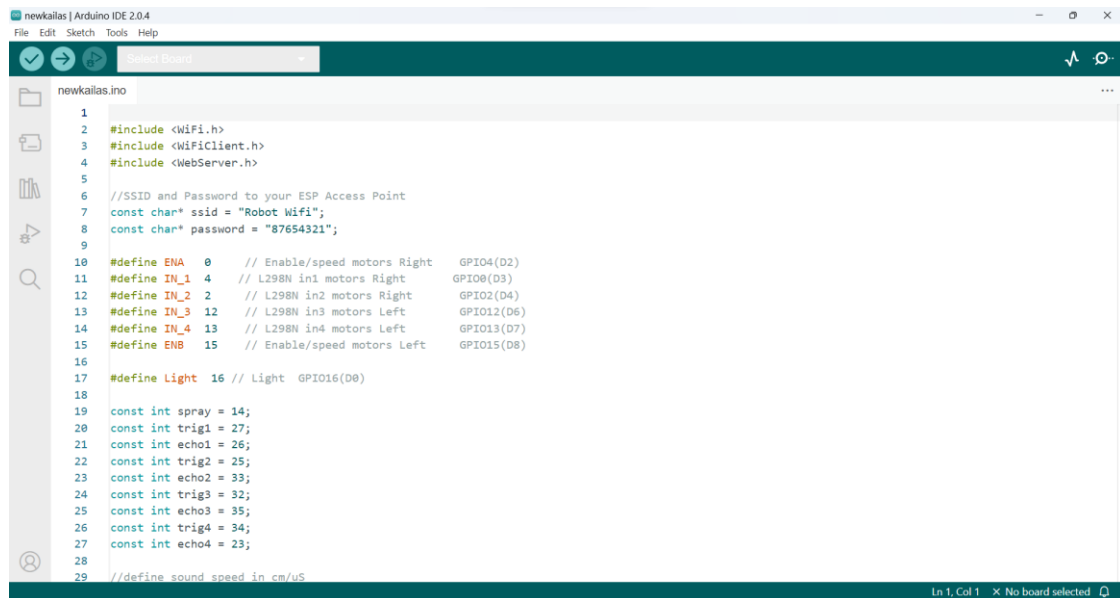 newkailas | Arduino IDE 2.0.4
File Edit Sketch Tools Help
Select Board
newkailas.ino
1
2 #include <WiFi.h>
3 #include <WiFiClient.h>
4 #include <WebServer.h>
5
6 //SSID and Password to your ESP Access Point
7 const char* ssid = "Robot Wifi";
8 const char* password = "87654321";
9
10 #define ENA 0 // Enable/speed motors Right GPIO4(D2)
11 #define IN_1 4 // L298N in1 motors Right GPIO0(D3)
12 #define IN_2 2 // L298N in2 motors Right GPIO2(D4)
13 #define IN_3 12 // L298N in3 motors Left GPIO12(D6)
14 #define IN_4 13 // L298N in4 motors Left GPIO13(D7)
15 #define ENB 15 // Enable/speed motors Left GPIO15(D8)
16
17 #define Light 16 // Light GPIO16(D0)
18
19 const int spray = 14;
20 const int trig1 = 27;
21 const int echo1 = 26;
22 const int trig2 = 25;
23 const int echo2 = 33;
24 const int trig3 = 32;
25 const int echo3 = 35;
26 const int trig4 = 34;
27 const int echo4 = 23;
28
29 //define sound speed in cm/uS
Ln 1, Col 1 × No board selected